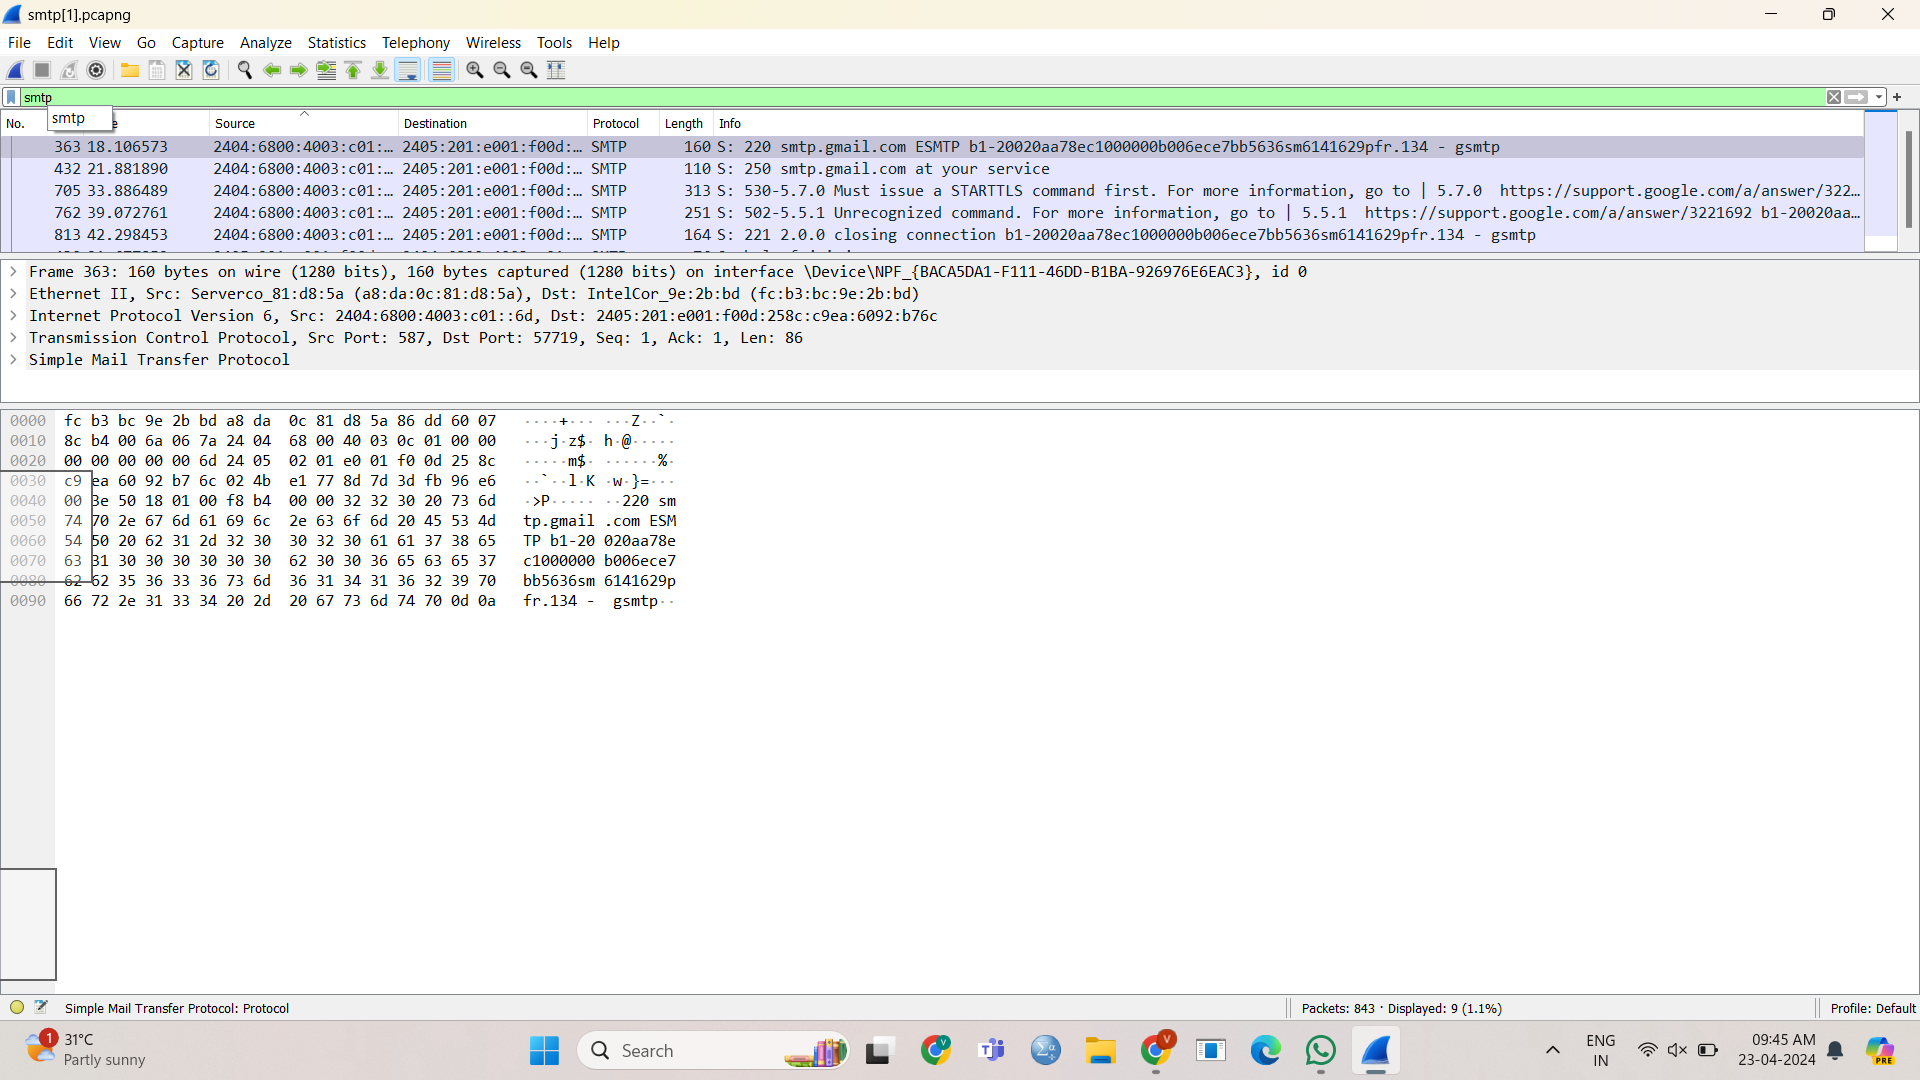 smtp[1].pcapng
File Edit View Go Capture Analyze Statistics Telephony Wireless Tools Help
smtp
smtp
No. Source Destination Protocol Length Info
363 18.106573 2404:6800:4003:c01:… 2405:201:e001:f00d:… SMTP 160 S: 220 smtp.gmail.com ESMTP b1-20020aa78ec1000000b006ece7bb5636sm6141629pfr.134 - gsmtp
432 21.881890 2404:6800:4003:c01:… 2405:201:e001:f00d:… SMTP 110 S: 250 smtp.gmail.com at your service
705 33.886489 2404:6800:4003:c01:… 2405:201:e001:f00d:… SMTP 313 S: 530-5.7.0 Must issue a STARTTLS command first. For more information, go to | 5.7.0 https://support.google.com/a/answer/322…
762 39.072761 2404:6800:4003:c01:… 2405:201:e001:f00d:… SMTP 251 S: 502-5.5.1 Unrecognized command. For more information, go to | 5.5.1 https://support.google.com/a/answer/3221692 b1-20020aa…
813 42.298453 2404:6800:4003:c01:… 2405:201:e001:f00d:… SMTP 164 S: 221 2.0.0 closing connection b1-20020aa78ec1000000b006ece7bb5636sm6141629pfr.134 - gsmtp
Frame 363: 160 bytes on wire (1280 bits), 160 bytes captured (1280 bits) on interface \Device\NPF_{BACA5DA1-F111-46DD-B1BA-926976E6EAC3}, id 0
Ethernet II, Src: Serverco_81:d8:5a (a8:da:0c:81:d8:5a), Dst: IntelCor_9e:2b:bd (fc:b3:bc:9e:2b:bd)
Internet Protocol Version 6, Src: 2404:6800:4003:c01::6d, Dst: 2405:201:e001:f00d:258c:c9ea:6092:b76c
Transmission Control Protocol, Src Port: 587, Dst Port: 57719, Seq: 1, Ack: 1, Len: 86
Simple Mail Transfer Protocol
0000 fc b3 bc 9e 2b bd a8 da 0c 81 d8 5a 86 dd 60 07 ····+··· ···Z··`·
0010 8c b4 00 6a 06 7a 24 04 68 00 40 03 0c 01 00 00 ···j·z$· h·@·····
0020 00 00 00 00 00 6d 24 05 02 01 e0 01 f0 0d 25 8c ·····m$· ······%·
0030 c9 ea 60 92 b7 6c 02 4b e1 77 8d 7d 3d fb 96 e6 ··`··l·K ·w·}=···
0040 00 3e 50 18 01 00 f8 b4 00 00 32 32 30 20 73 6d ·>P····· ··220 sm
0050 74 70 2e 67 6d 61 69 6c 2e 63 6f 6d 20 45 53 4d tp.gmail .com ESM
0060 54 50 20 62 31 2d 32 30 30 32 30 61 61 37 38 65 TP b1-20 020aa78e
0070 63 31 30 30 30 30 30 30 62 30 30 36 65 63 65 37 c1000000 b006ece7
0080 62 62 35 36 33 36 73 6d 36 31 34 31 36 32 39 70 bb5636sm 6141629p
0090 66 72 2e 31 33 34 20 2d 20 67 73 6d 74 70 0d 0a fr.134 - gsmtp··
Simple Mail Transfer Protocol: Protocol Packets: 843 · Displayed: 9 (1.1%) Profile: Default
1 31°C
Partly sunny
Search
ENG
IN
09:45 AM
23-04-2024
PRE